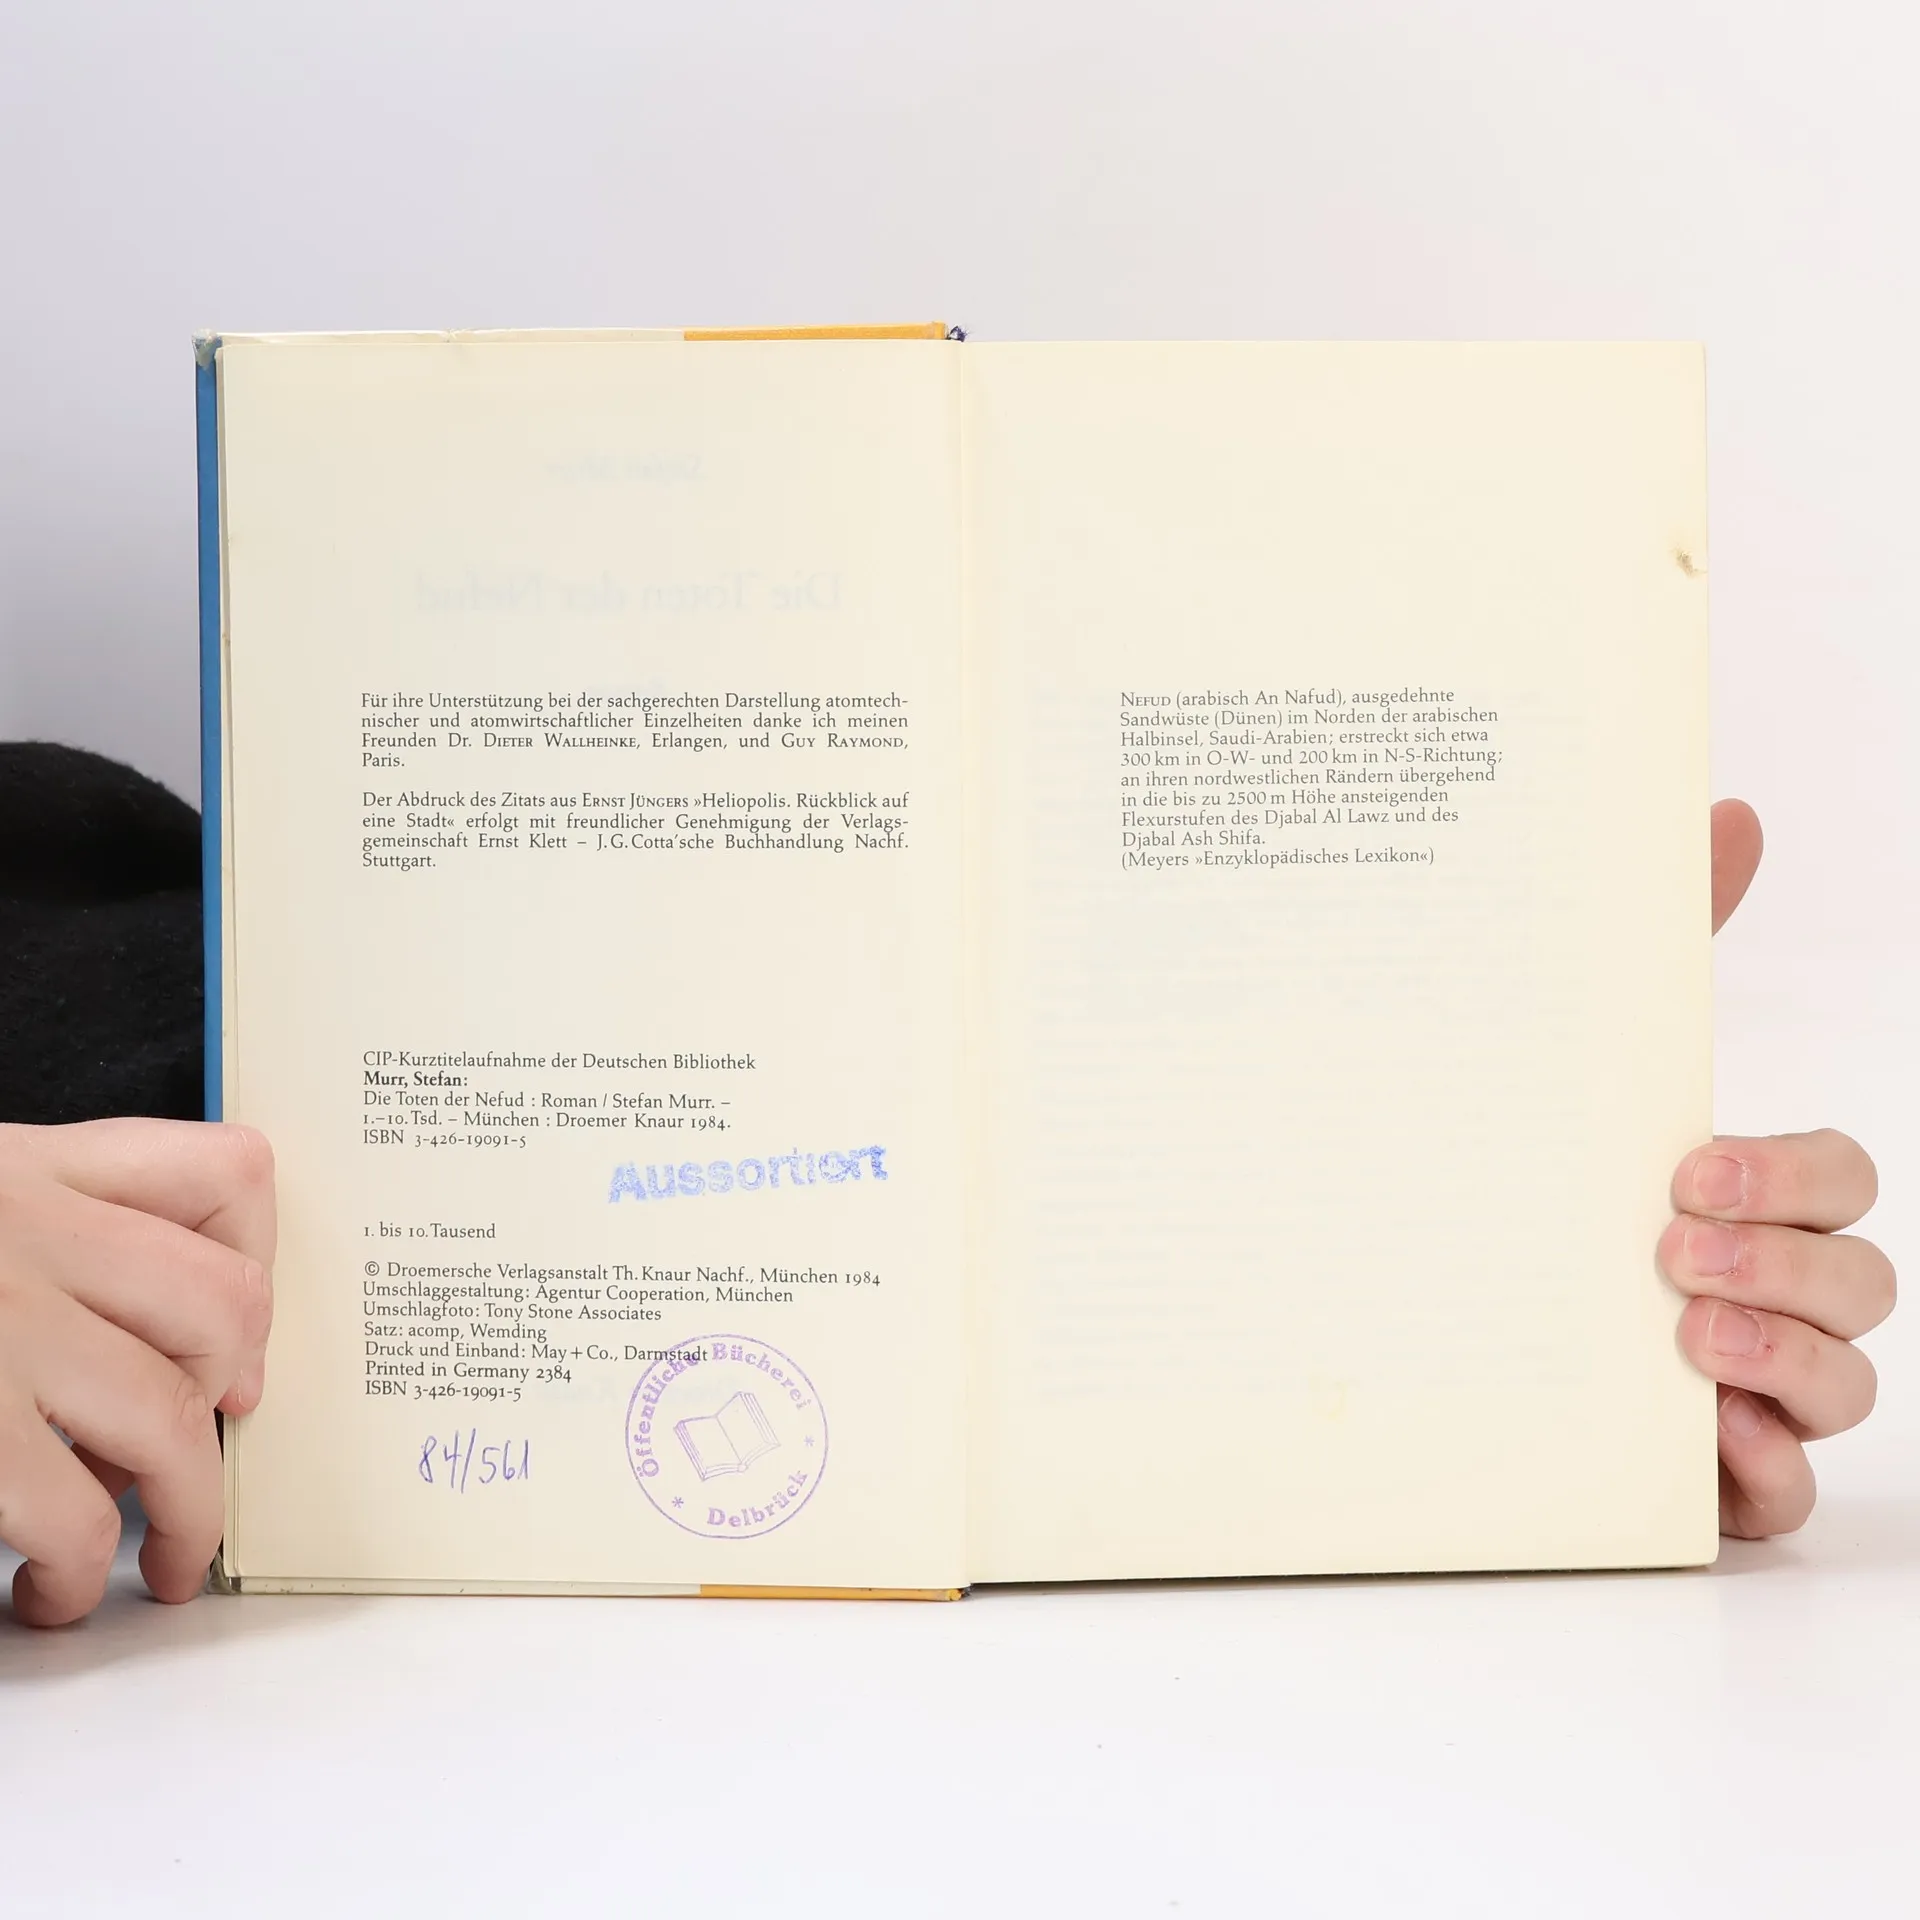 Für ihre Unterstützung bei der sachgerechten Darstellung atomtech-
nischer und atomwirtschaftlicher Einzelheiten danke ich meinen
Freunden Dr. Dieter Wallheinke, Erlangen, und Guy Raymond,
Paris.
Der Abdruck des Zitats aus Ernst Jüngers »Heliopolis. Rückblick auf
eine Stadt« erfolgt mit freundlicher Genehmigung der Verlags-
gemeinschaft Ernst Klett – J. G. Cotta'sche Buchhandlung Nachf.
Stuttgart.
CIP-Kurztitelaufnahme der Deutschen Bibliothek
Murr, Stefan:
Die Toten der Nefud : Roman / Stefan Murr. –
1.–10. Tsd. – München : Droemer Knaur 1984.
ISBN 3-426-19091-5
Aussortiert
1. bis 10. Tausend
© Droemersche Verlagsanstalt Th. Knaur Nachf., München 1984
Umschlaggestaltung: Agentur Cooperation, München
Umschlagfoto: Tony Stone Associates
Satz: acomp, Wemding
Druck und Einband: May + Co., Darmstadt
Printed in Germany 2384
ISBN 3-426-19091-5
84/561
Öffentliche Bücherei
* Delbrück *
Nefud (arabisch An Nafud), ausgedehnte
Sandwüste (Dünen) im Norden der arabischen
Halbinsel, Saudi-Arabien; erstreckt sich etwa
300 km in O-W- und 200 km in N-S-Richtung;
an ihren nordwestlichen Rändern übergehend
in die bis zu 2500 m Höhe ansteigenden
Flexurstufen des Djabal Al Lawz und des
Djabal Ash Shifa.
(Meyers »Enzyklopädisches Lexikon«)